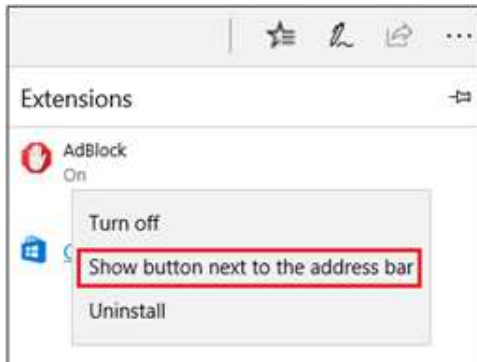 Extensions
AdBlock
On
Turn off
Show button next to the address bar
Uninstall